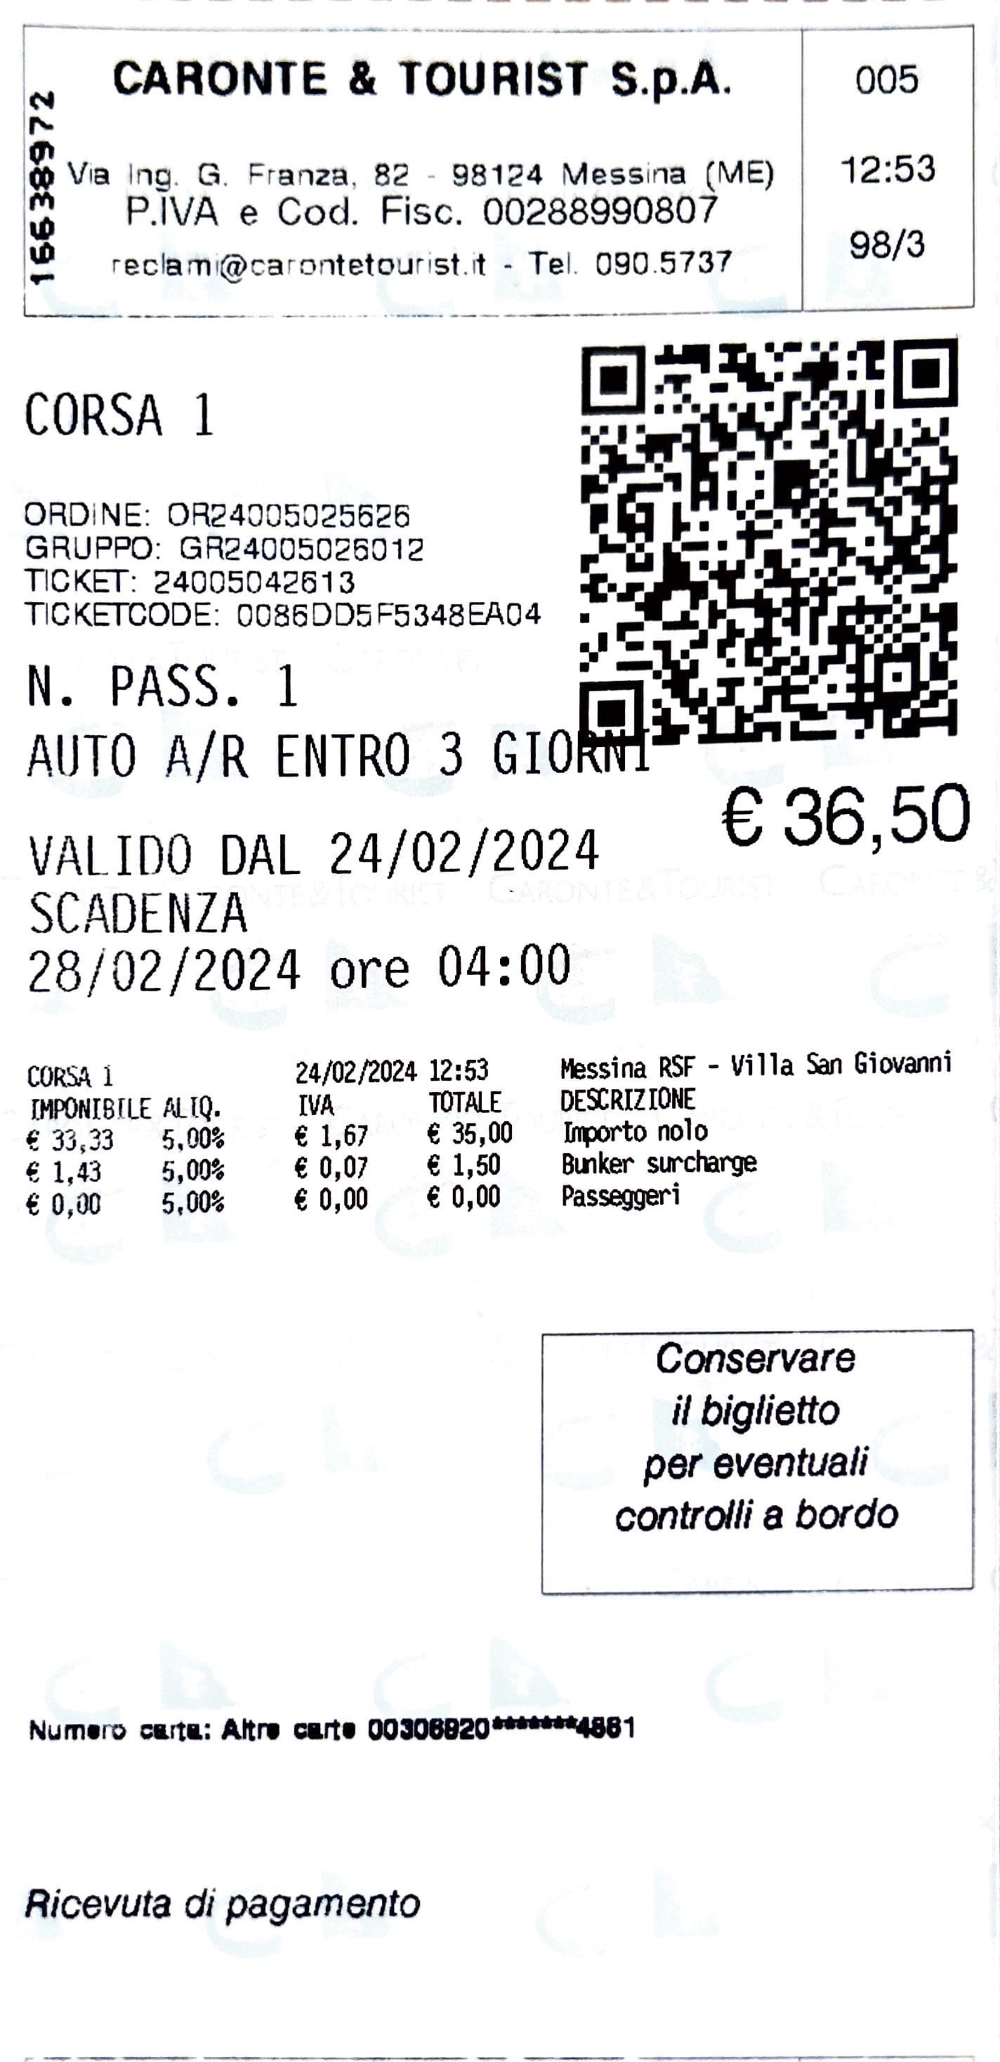 CARONTE & TOURIST S.p.A.
Via Ing. G. Franza, 82 - 98124 Messina (ME)
P.IVA e Cod. Fisc. 00288990807
reclami@carontetourist.it - Tel. 090.5737
16638972
005
12:53
98/3
CORSA 1
ORDINE: OR24005025626
GRUPPO: GR24005026012
TICKET: 24005042613
TICKETCODE: 0086DD5F5348EA04
N. PASS. 1
AUTO A/R ENTRO 3 GIORNI
€ 36,50
VALIDO DAL 24/02/2024
SCADENZA
28/02/2024 ore 04:00
CORSA 1 24/02/2024 12:53 Messina RSF - Villa San Giovanni
IMPONIBILE ALIQ. IVA TOTALE DESCRIZIONE
€ 33,33 5,00% € 1,67 € 35,00 Importo nolo
€ 1,43 5,00% € 0,07 € 1,50 Bunker surcharge
€ 0,00 5,00% € 0,00 € 0,00 Passeggeri
Conservare
il biglietto
per eventuali
controlli a bordo
Numero carta: Altre carte 00306920*******4861
Ricevuta di pagamento